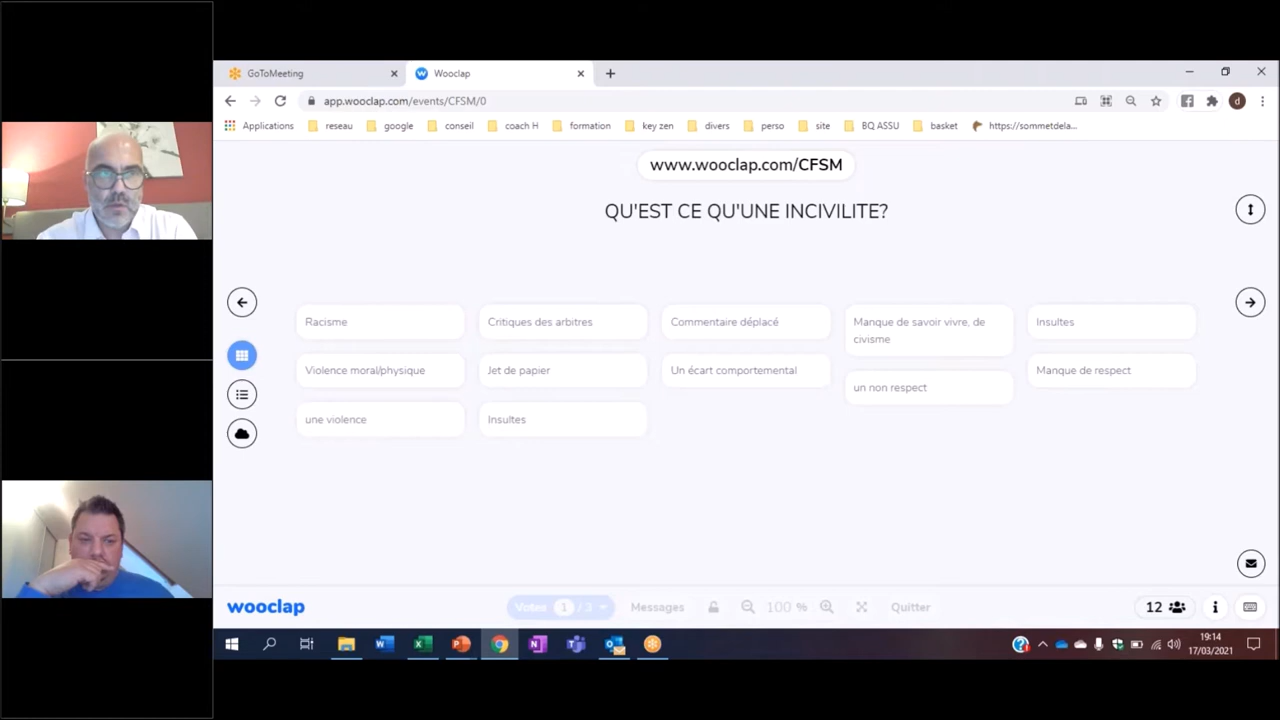 GoToMeeting
Wooclap
app.wooclap.com/events/CFSM/0
Applications reseau google conseil coach H formation key zen divers perso site BQ ASSU basket https://sommetdela...
www.wooclap.com/CFSM
QU'EST CE QU'UNE INCIVILITE?
Racisme
Critiques des arbitres
Commentaire déplacé
Manque de savoir vivre, de
civisme
Insultes
Violence moral/physique
Jet de papier
Un écart comportemental
un non respect
Manque de respect
une violence
Insultes
wooclap
Votes 1 / 3
Messages
100 %
Quitter
12
19:14
17/03/2021